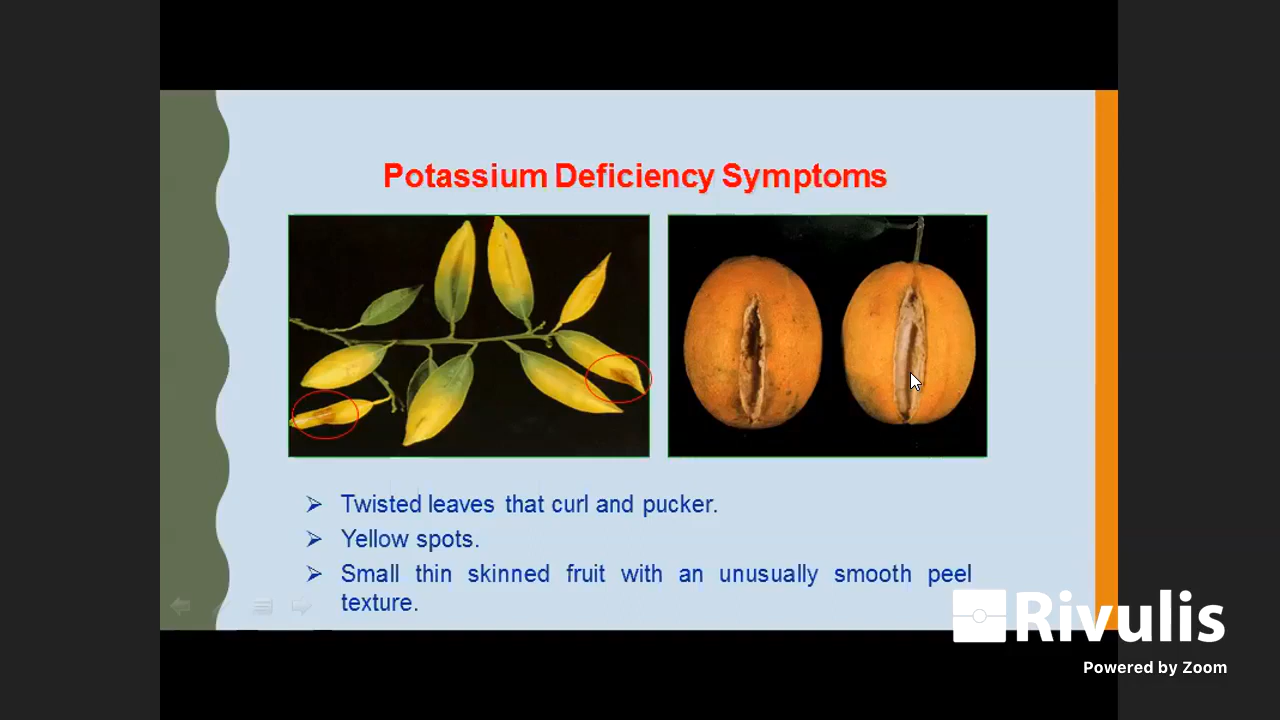 Potassium Deficiency Symptoms
➢ Twisted leaves that curl and pucker.
➢ Yellow spots.
➢ Small thin skinned fruit with an unusually smooth peel
texture.
Rivulis
Powered by Zoom